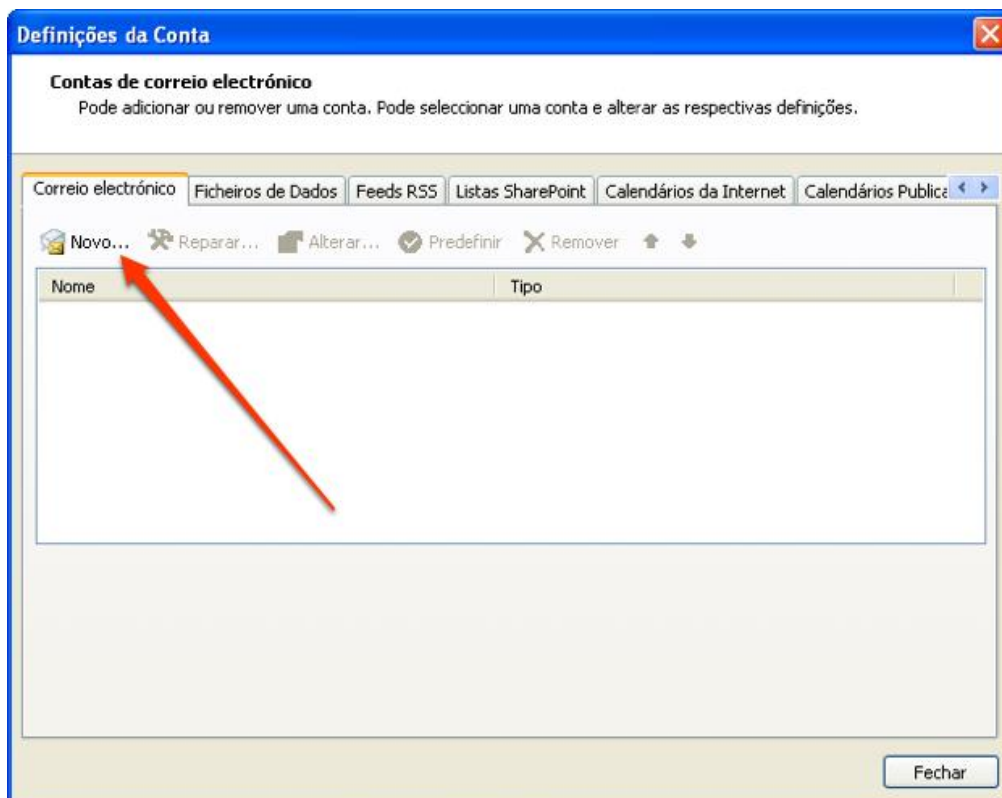 Definições da Conta
Contas de correio electrónico
Pode adicionar ou remover uma conta. Pode seleccionar uma conta e alterar as respectivas definições.
Correio electrónico Ficheiros de Dados Feeds RSS Listas SharePoint Calendários da Internet Calendários Publica
Novo... Reparar... Alterar... Predefinir Remover
Nome Tipo
Fechar